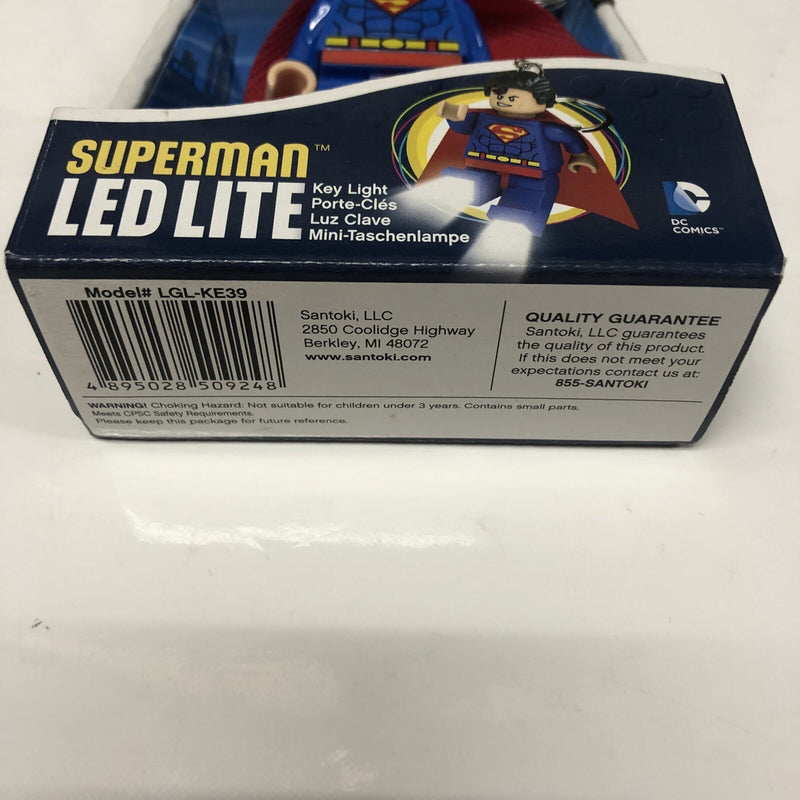 SUPERMAN™
LED LITE
Key Light
Porte-Clés
Luz Clave
Mini-Taschenlampe
DC
COMICS™
Model# LGL-KE39
4 895028 509248
Santoki, LLC
2850 Coolidge Highway
Berkley, MI 48072
www.santoki.com
QUALITY GUARANTEE
Santoki, LLC guarantees
the quality of this product.
If this does not meet your
expectations contact us at:
855-SANTOKI
WARNING! Choking Hazard: Not suitable for children under 3 years. Contains small parts.
Meets CPSC Safety Requirements.
Please keep this package for future reference.